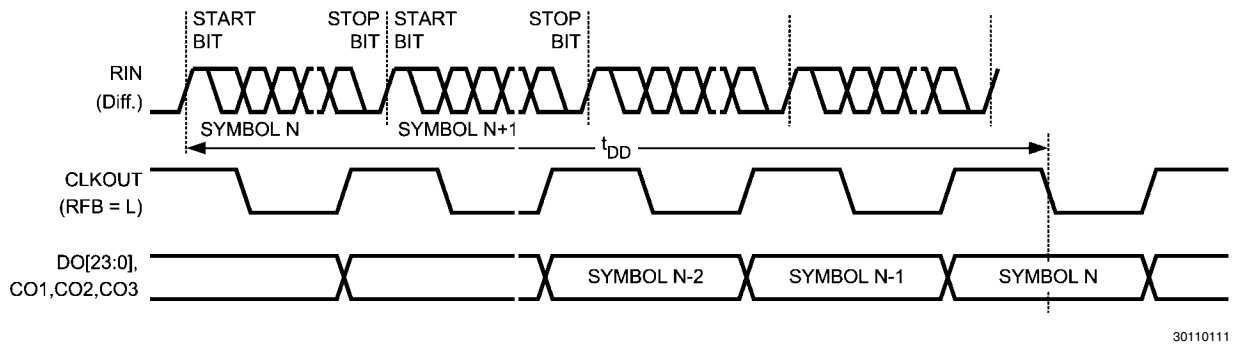 START BIT
STOP BIT
START BIT
STOP BIT
RIN
(Diff.)
SYMBOL N
SYMBOL N+1
tDD
CLKOUT
(RFB = L)
DO[23:0],
CO1,CO2,CO3
SYMBOL N-2
SYMBOL N-1
SYMBOL N
30110111